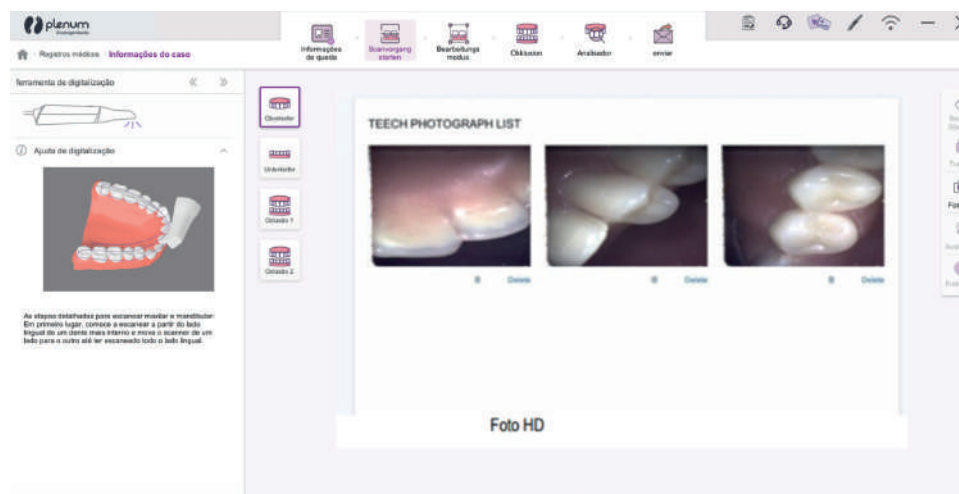 plenum
Informações
de queda
Scanvorgang
starten
Bearbeitungs
modus
Okklusion
Analisador
enviar
Registros médicos
Informações do caso
ferramenta de digitalização
Ajuda de digitalização
As etapas detalhadas para escanear maxilar e mandibular:
Em primeiro lugar, comece a escanear a partir do lado
lingual de um dente mais interno e mova o scanner de um
lado para o outro até ter escaneado todo o lado lingual.
Oberkiefer
Unterkiefer
Oclusão 1
Oclusão 2
TEECH PHOTOGRAPH LIST
Delete
Delete
Delete
Foto HD